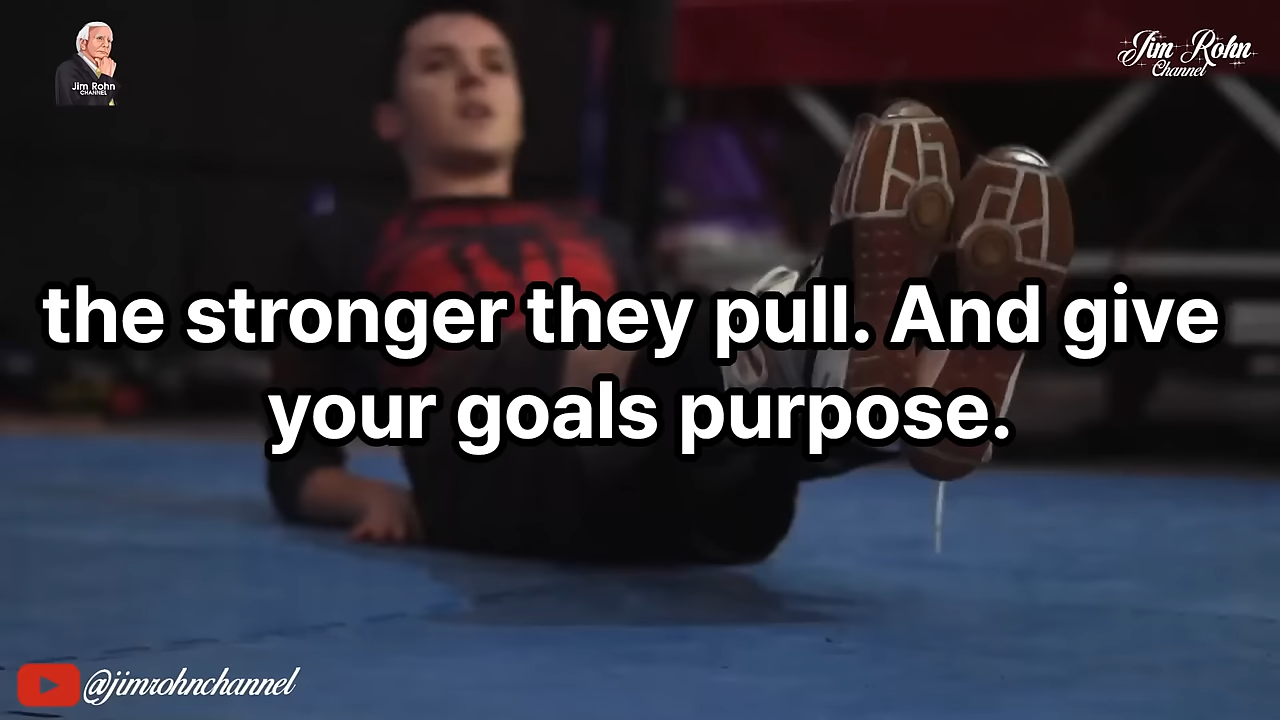 Jim Rohn
CHANNEL
Jim Rohn
Channel
the stronger they pull. And give
your goals purpose.
@jimrohnchannel